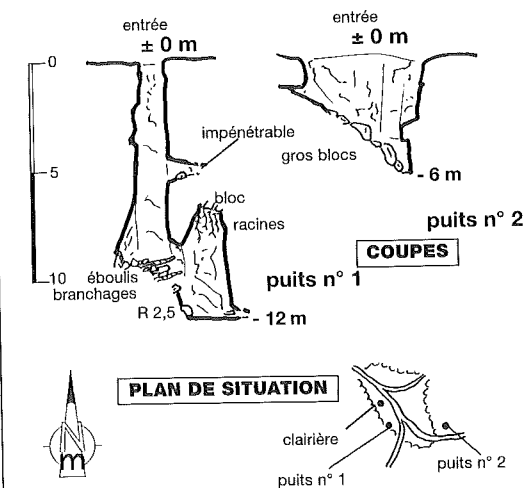 entrée
± 0 m
entrée
± 0 m
0
impénétrable
gros blocs
5
- 6 m
bloc
racines
puits n° 2
COUPES
10
éboulis
branchages
puits n° 1
R 2,5
- 12 m
PLAN DE SITUATION
N
m
clairière
puits n° 1
puits n° 2